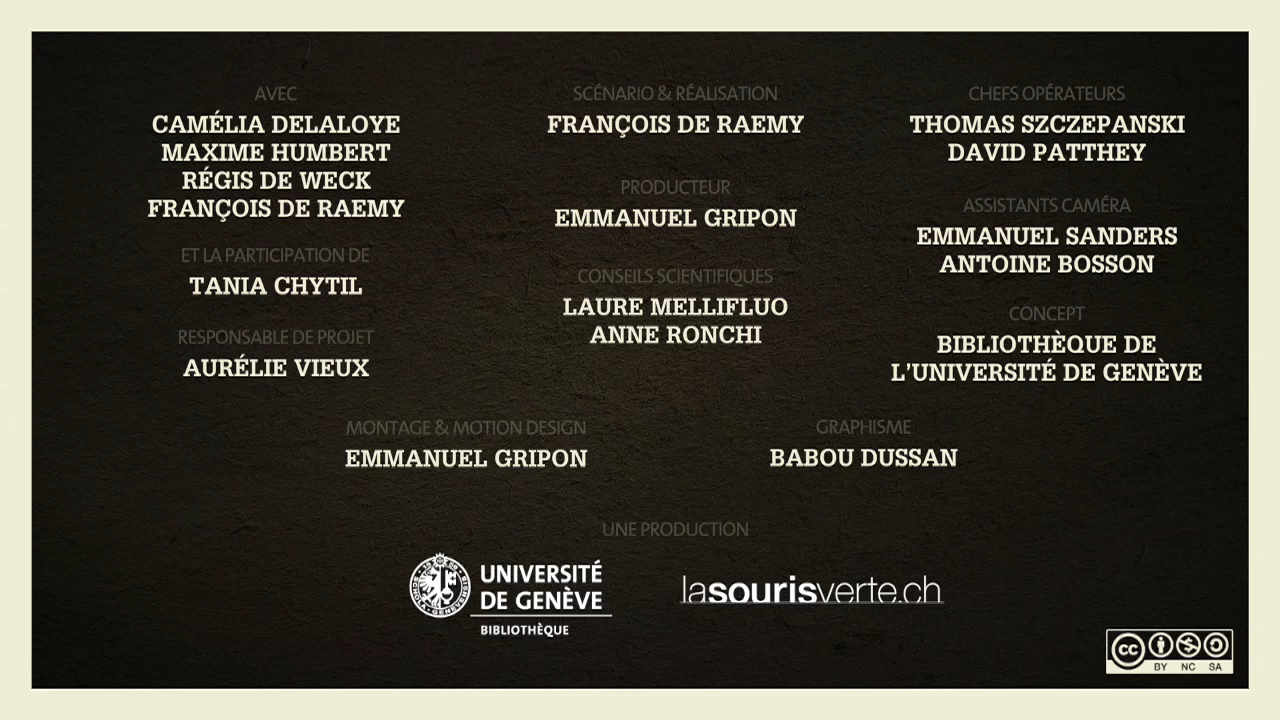 AVEC
CAMÉLIA DELALOYE
MAXIME HUMBERT
RÉGIS DE WECK
FRANÇOIS DE RAEMY
ET LA PARTICIPATION DE
TANIA CHYTIL
RESPONSABLE DE PROJET
AURÉLIE VIEUX
SCÉNARIO & RÉALISATION
FRANÇOIS DE RAEMY
PRODUCTEUR
EMMANUEL GRIPON
CONSEILS SCIENTIFIQUES
LAURE MELLIFLUO
ANNE RONCHI
CHEFS OPÉRATEURS
THOMAS SZCZEPANSKI
DAVID PATTHEY
ASSISTANTS CAMÉRA
EMMANUEL SANDERS
ANTOINE BOSSON
CONCEPT
BIBLIOTHÈQUE DE
L'UNIVERSITÉ DE GENÈVE
MONTAGE & MOTION DESIGN
EMMANUEL GRIPON
GRAPHISME
BABOU DUSSAN
UNE PRODUCTION
UNIVERSITÉ
DE GENÈVE
BIBLIOTHÈQUE
lasourisverte.ch
cc
BY NC SA